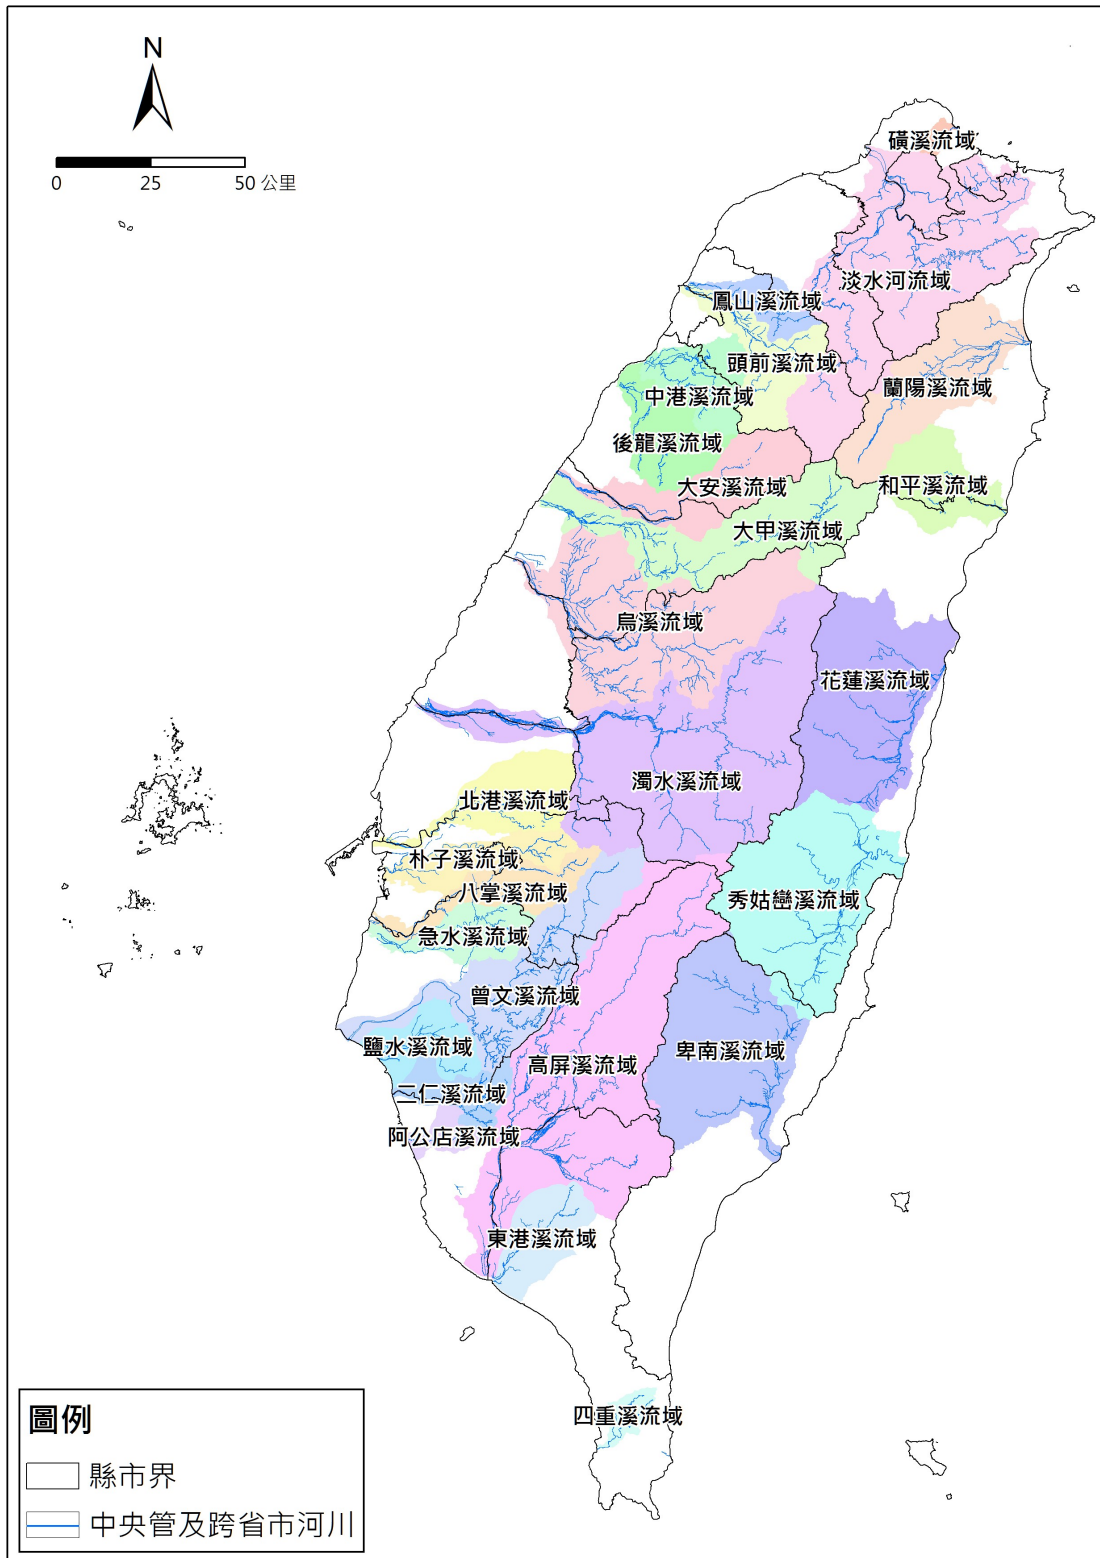 N
0 25 50 公里
磺溪流域
淡水河流域
鳳山溪流域
頭前溪流域
蘭陽溪流域
中港溪流域
後龍溪流域
大安溪流域
和平溪流域
大甲溪流域
烏溪流域
花蓮溪流域
濁水溪流域
北港溪流域
朴子溪流域
八掌溪流域
秀姑巒溪流域
急水溪流域
曾文溪流域
鹽水溪流域
卑南溪流域
高屏溪流域
二仁溪流域
阿公店溪流域
東港溪流域
四重溪流域
圖例
縣市界
中央管及跨省市河川